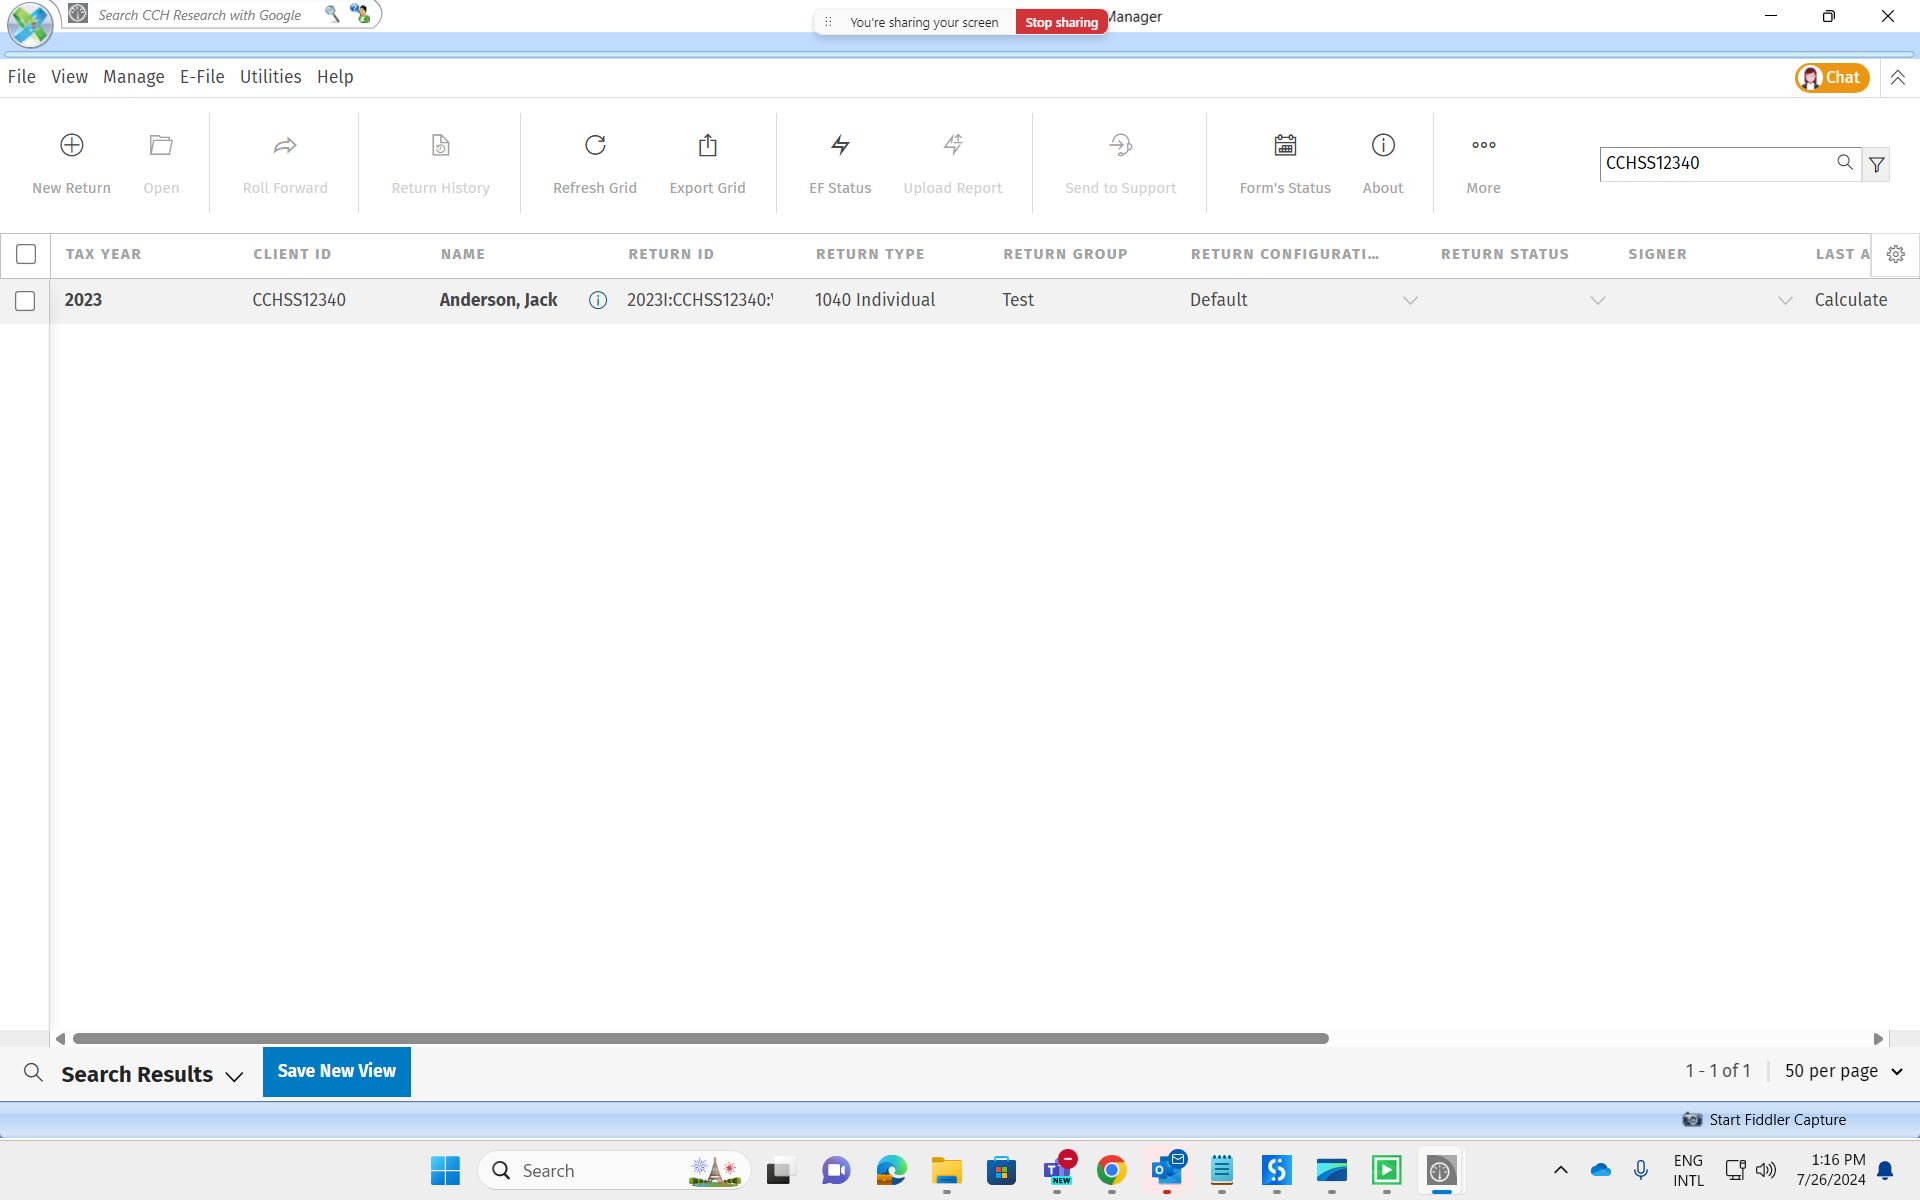 Search CCH Research with Google
You're sharing your screen
Stop sharing
Manager
File View Manage E-File Utilities Help
Chat
New Return
Open
Roll Forward
Return History
Refresh Grid
Export Grid
EF Status
Upload Report
Send to Support
Form's Status
About
More
CCHSS12340
TAX YEAR CLIENT ID NAME RETURN ID RETURN TYPE RETURN GROUP RETURN CONFIGURATI... RETURN STATUS SIGNER LAST A
2023 CCHSS12340 Anderson, Jack 2023I:CCHSS12340: 1040 Individual Test Default Calculate
Search Results
Save New View
1 - 1 of 1
50 per page
Start Fiddler Capture
Search
NEW
ENG
INTL
1:16 PM
7/26/2024